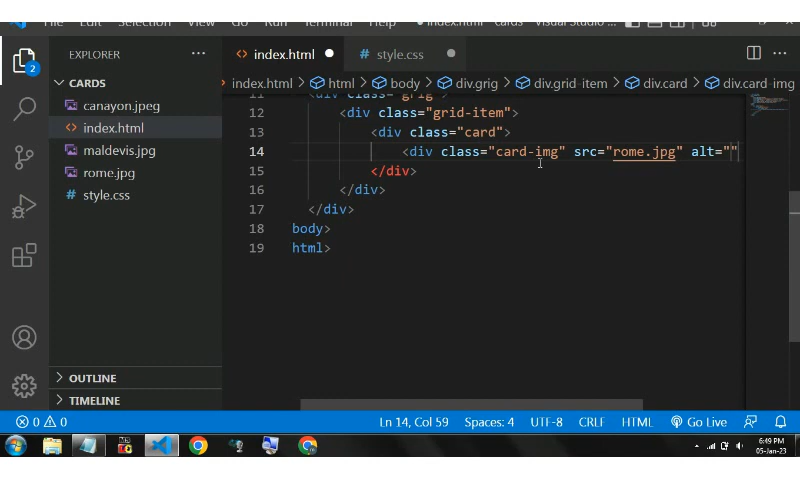 File Edit Selection View Go Run Terminal Help ● index.html - cards - Visual Studio ...
EXPLORER ···
<> index.html ●
# style.css ●
CARDS
index.html > html > body > div.grig > div.grid-item > div.card > div.card-img
canayon.jpeg
<> index.html
maldevis.jpg
rome.jpg
# style.css
<div class="grig">
12 <div class="grid-item">
13 <div class="card">
14 <div class="card-img" src="rome.jpg" alt=""
15 </div>
16 </div>
17 </div>
18 body>
19 html>
2
OUTLINE
TIMELINE
0 0 Ln 14, Col 59 Spaces: 4 UTF-8 CRLF HTML Go Live
6:49 PM
05-Jan-23